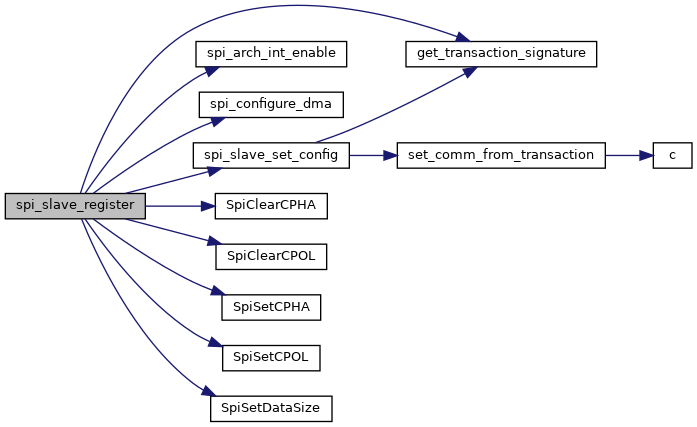 spi_slave_register
spi_arch_int_enable
get_transaction_signature
spi_configure_dma
spi_slave_set_config
set_comm_from_transaction
c
SpiClearCPHA
SpiClearCPOL
SpiSetCPHA
SpiSetCPOL
SpiSetDataSize